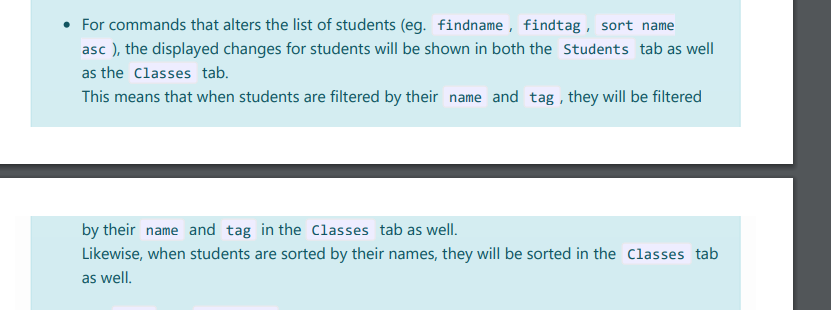 For commands that alters the list of students (eg. findname , findtag , sort name
asc ), the displayed changes for students will be shown in both the Students tab as well
as the Classes tab.
This means that when students are filtered by their name and tag , they will be filtered
by their name and tag in the Classes tab as well.
Likewise, when students are sorted by their names, they will be sorted in the Classes tab
as well.